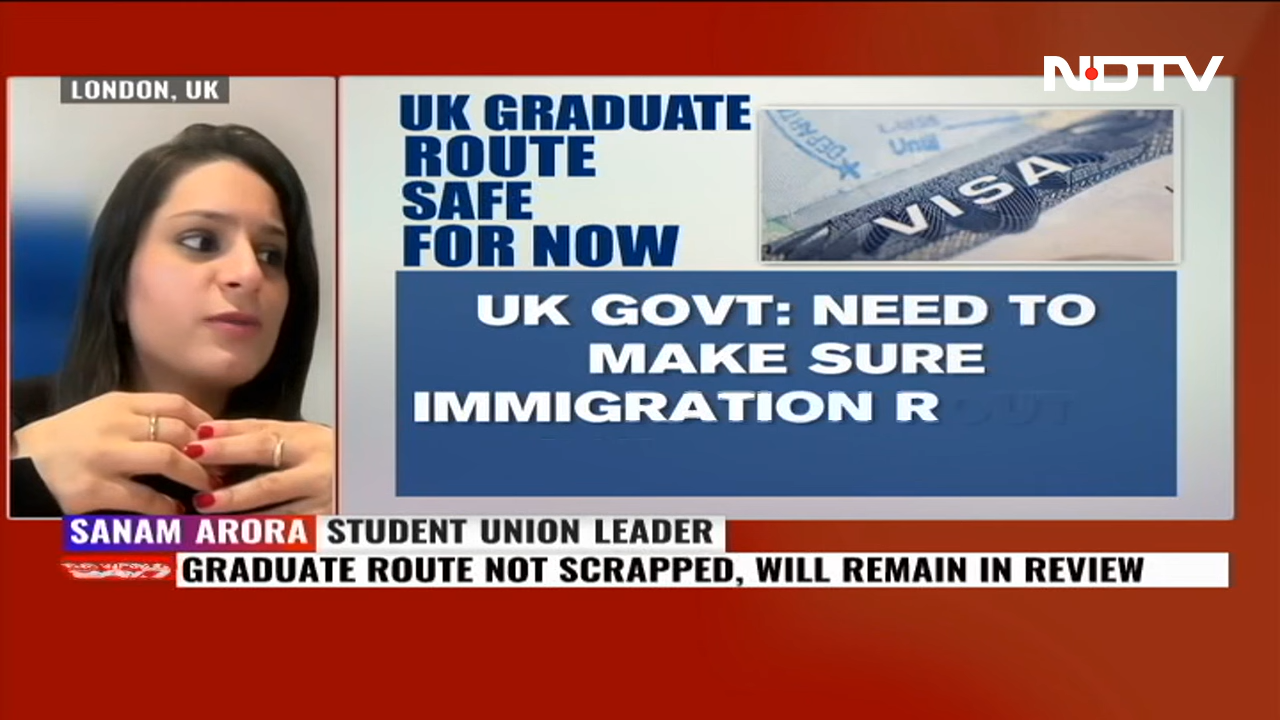 NDTV
LONDON, UK
UK GRADUATE
ROUTE
SAFE
FOR NOW
VISA
Until
UK GOVT: NEED TO
MAKE SURE
IMMIGRATION R
SANAM ARORA
STUDENT UNION LEADER
GRADUATE ROUTE NOT SCRAPPED, WILL REMAIN IN REVIEW